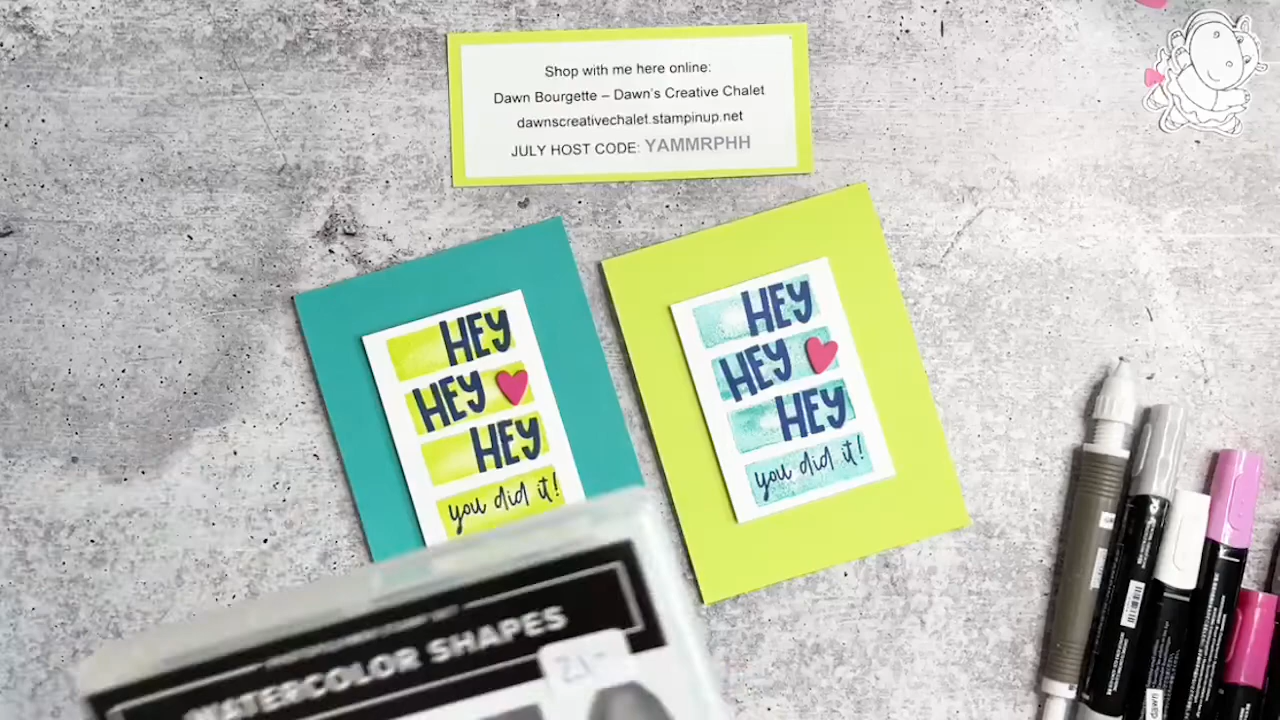 Shop with me here online:
Dawn Bourgette – Dawn's Creative Chalet
dawnscreativechalet.stampinup.net
JULY HOST CODE: YAMMRPHH
HEY
HEY
HEY
you did it!
HEY
HEY
HEY
you did it!
WATERCOLOR SHAPES
dawn